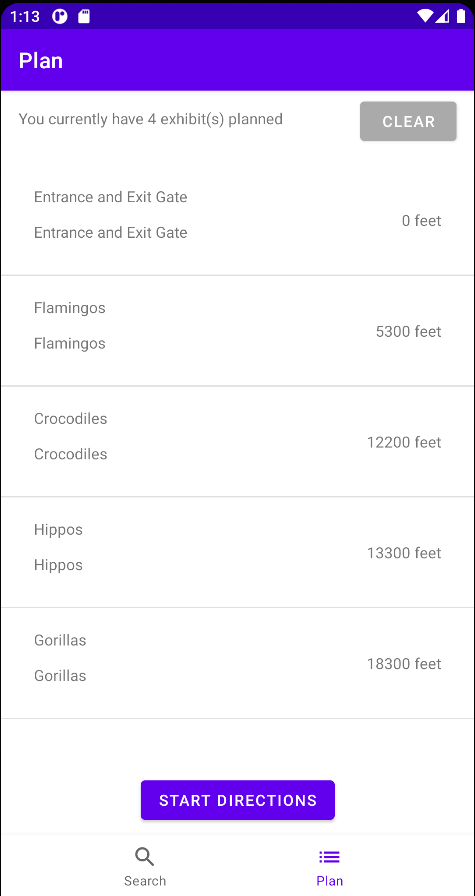 1:13
Plan
You currently have 4 exhibit(s) planned
CLEAR
Entrance and Exit Gate
Entrance and Exit Gate
0 feet
Flamingos
Flamingos
5300 feet
Crocodiles
Crocodiles
12200 feet
Hippos
Hippos
13300 feet
Gorillas
Gorillas
18300 feet
START DIRECTIONS
Search
Plan